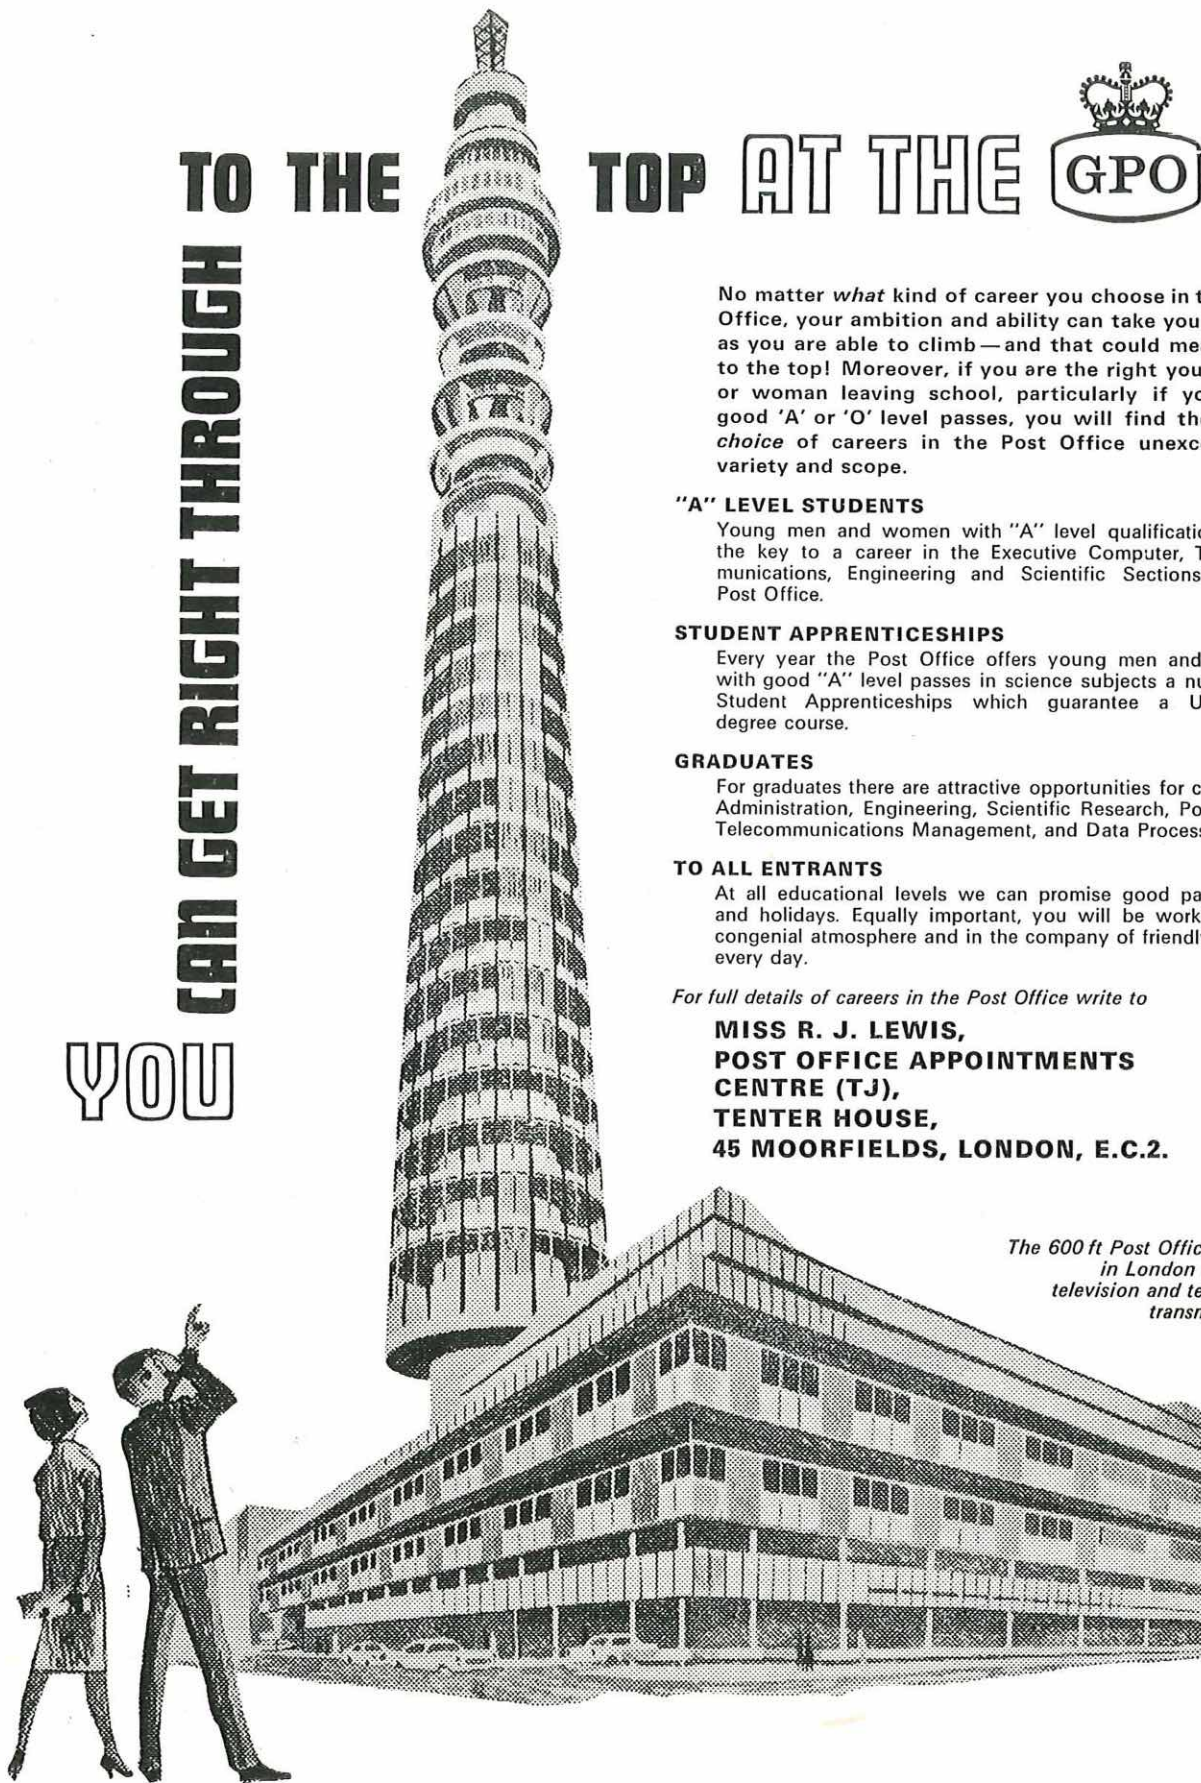 YOU
CAN GET RIGHT THROUGH
TO THE TOP AT THE GPO
No matter what kind of career you choose in t
Office, your ambition and ability can take you
as you are able to climb — and that could me
to the top! Moreover, if you are the right you
or woman leaving school, particularly if yo
good 'A' or 'O' level passes, you will find th
choice of careers in the Post Office unexc
variety and scope.
"A" LEVEL STUDENTS
Young men and women with "A" level qualificatio
the key to a career in the Executive Computer, T
munications, Engineering and Scientific Sections
Post Office.
STUDENT APPRENTICESHIPS
Every year the Post Office offers young men and
with good "A" level passes in science subjects a nu
Student Apprenticeships which guarantee a U
degree course.
GRADUATES
For graduates there are attractive opportunities for c
Administration, Engineering, Scientific Research, Po
Telecommunications Management, and Data Process
TO ALL ENTRANTS
At all educational levels we can promise good pa
and holidays. Equally important, you will be work
congenial atmosphere and in the company of friendl
every day.
For full details of careers in the Post Office write to
MISS R. J. LEWIS,
POST OFFICE APPOINTMENTS
CENTRE (TJ),
TENTER HOUSE,
45 MOORFIELDS, LONDON, E.C.2.
The 600 ft Post Offic
in London
television and te
transm